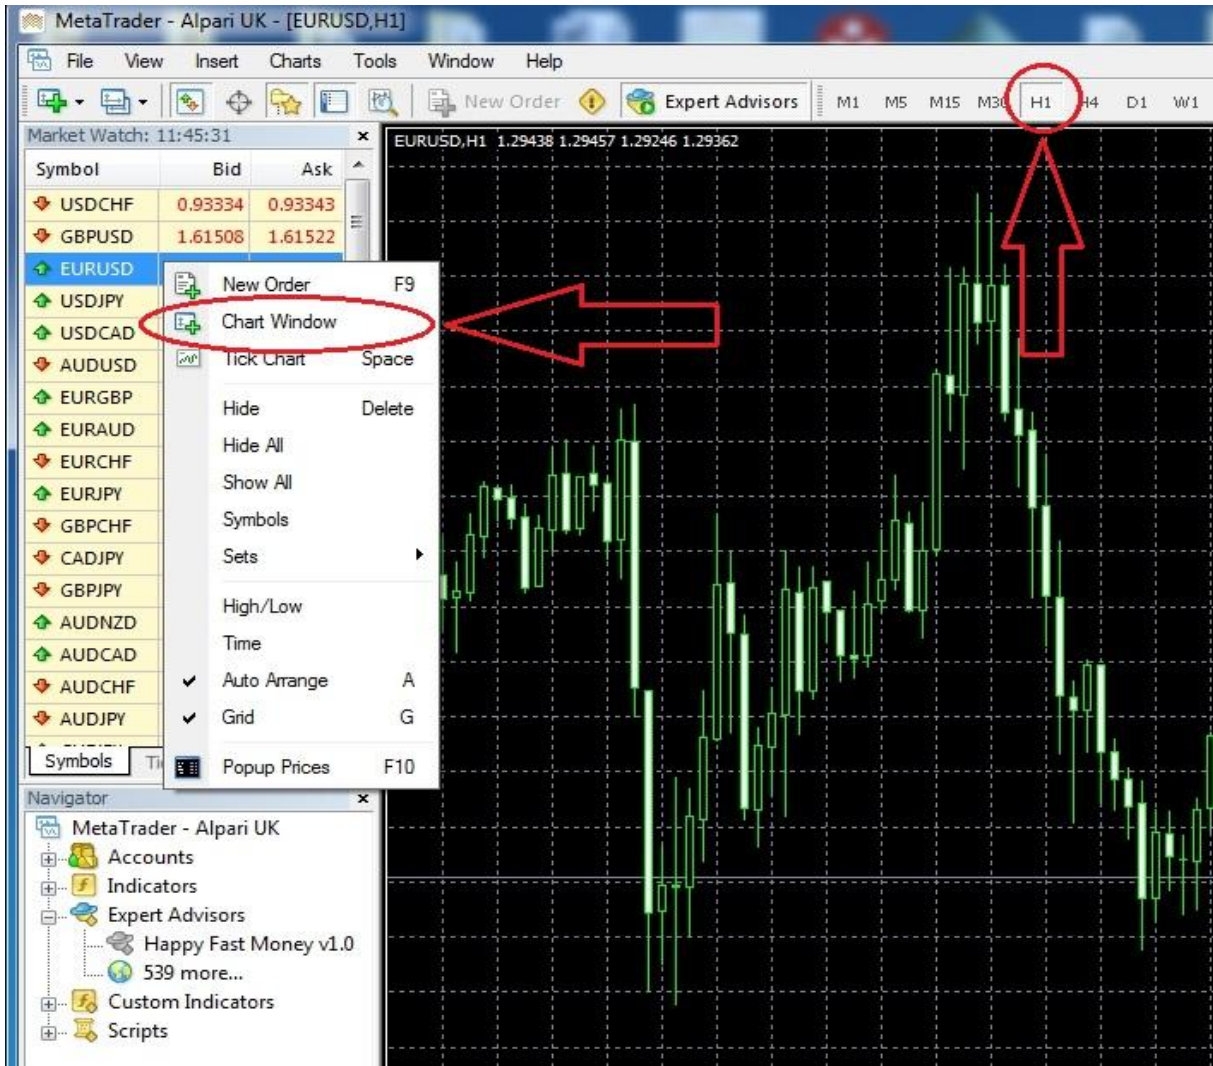 MetaTrader - Alpari UK - [EURUSD,H1]
File View Insert Charts Tools Window Help
New Order Expert Advisors M1 M5 M15 M30 H1 H4 D1 W1
Market Watch: 11:45:31
EURUSD,H1 1.29438 1.29457 1.29246 1.29362
Symbol Bid Ask
USDCHF 0.93334 0.93343
GBPUSD 1.61508 1.61522
EURUSD
USDJPY
USDCAD
AUDUSD
EURGBP
EURAUD
EURCHF
EURJPY
GBPCHF
CADJPY
GBPJPY
AUDNZD
AUDCAD
AUDCHF
AUDJPY
Symbols
New Order F9
Chart Window
Tick Chart Space
Hide Delete
Hide All
Show All
Symbols
Sets
High/Low
Time
Auto Arrange A
Grid G
Popup Prices F10
Navigator
MetaTrader - Alpari UK
Accounts
Indicators
Expert Advisors
Happy Fast Money v1.0
539 more...
Custom Indicators
Scripts